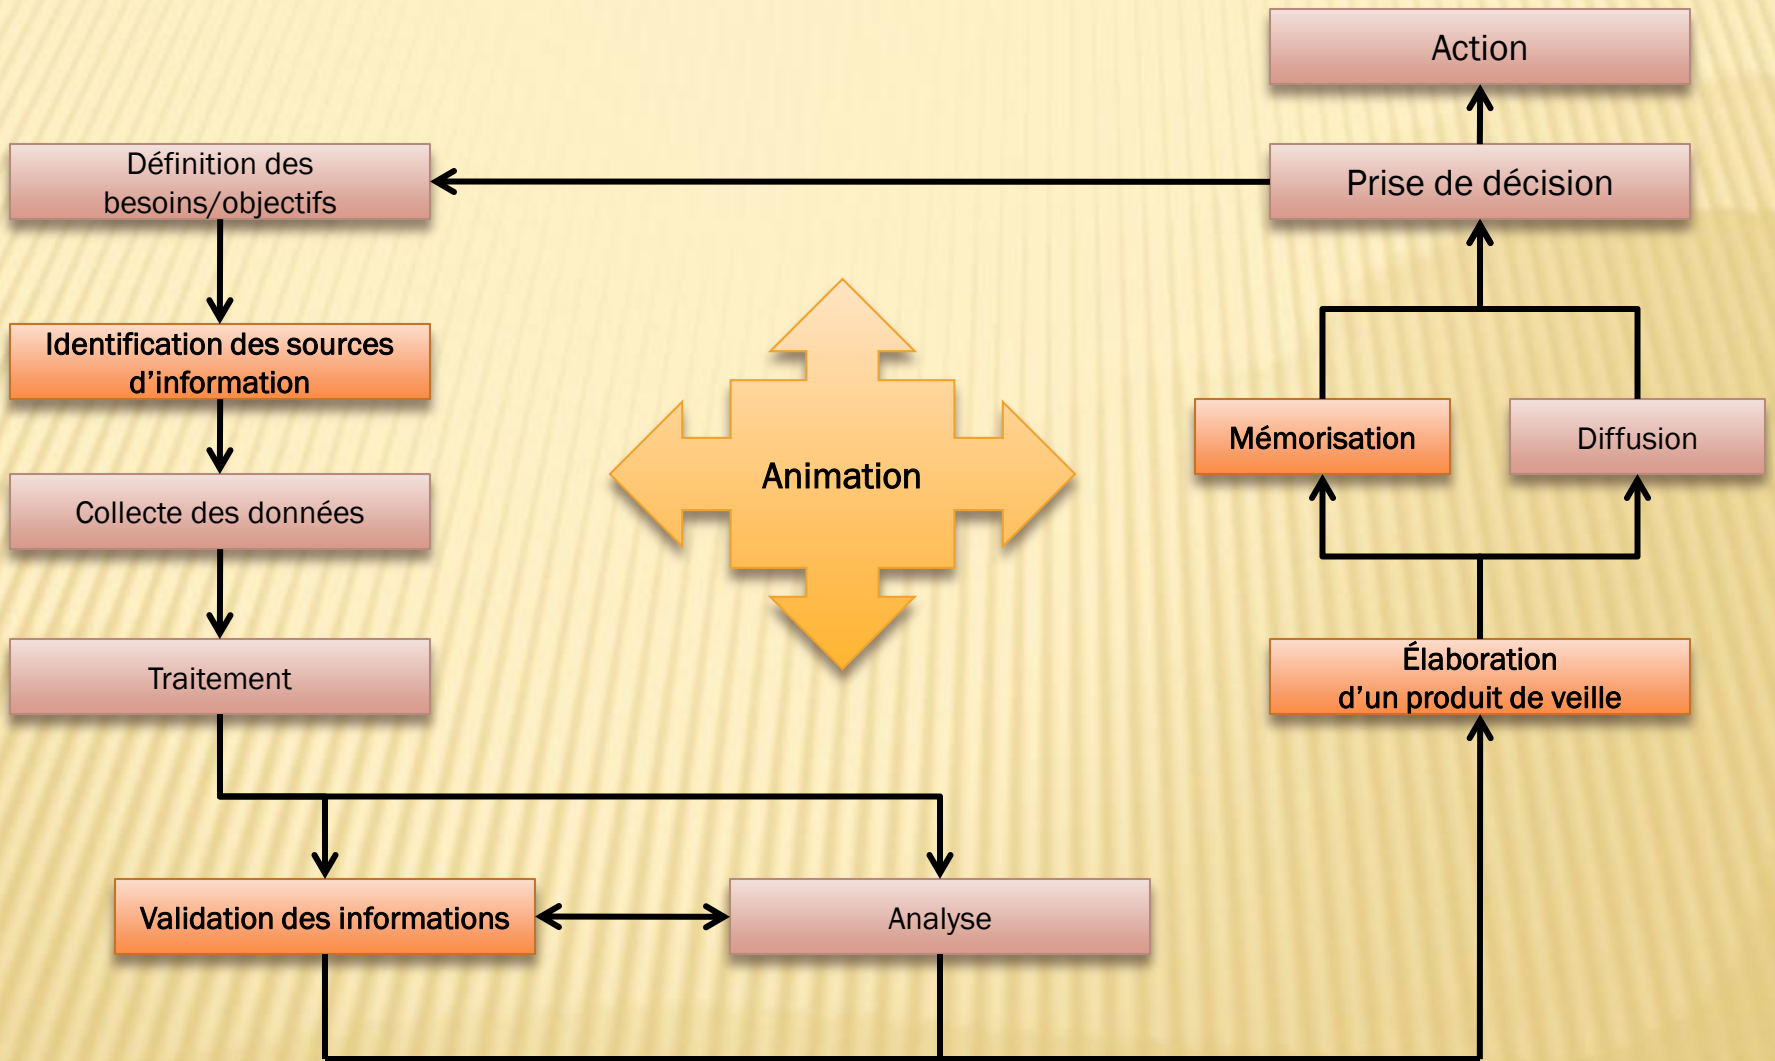 Action
Définition des
besoins/objectifs
Prise de décision
Identification des sources
d’information
Mémorisation
Diffusion
Animation
Collecte des données
Traitement
Élaboration
d’un produit de veille
Validation des informations
Analyse